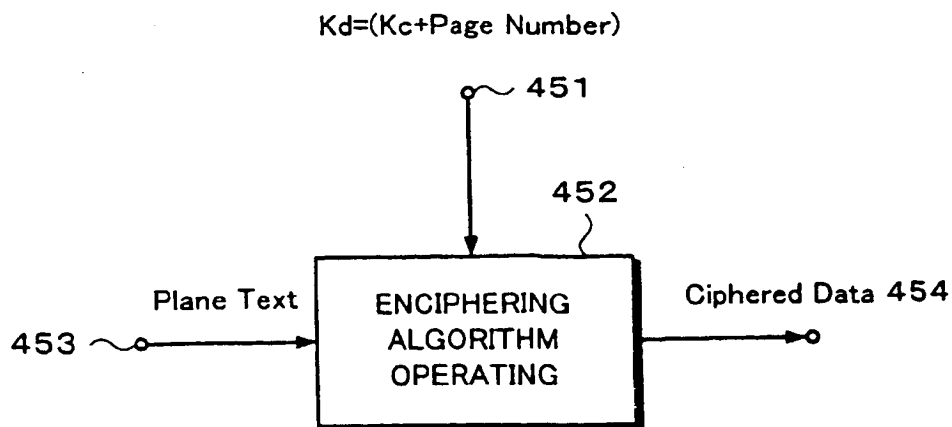 Kd=(Kc+Page Number)
451
452
Plane Text
ENCIPHERING
ALGORITHM
OPERATING
Ciphered Data 454
453